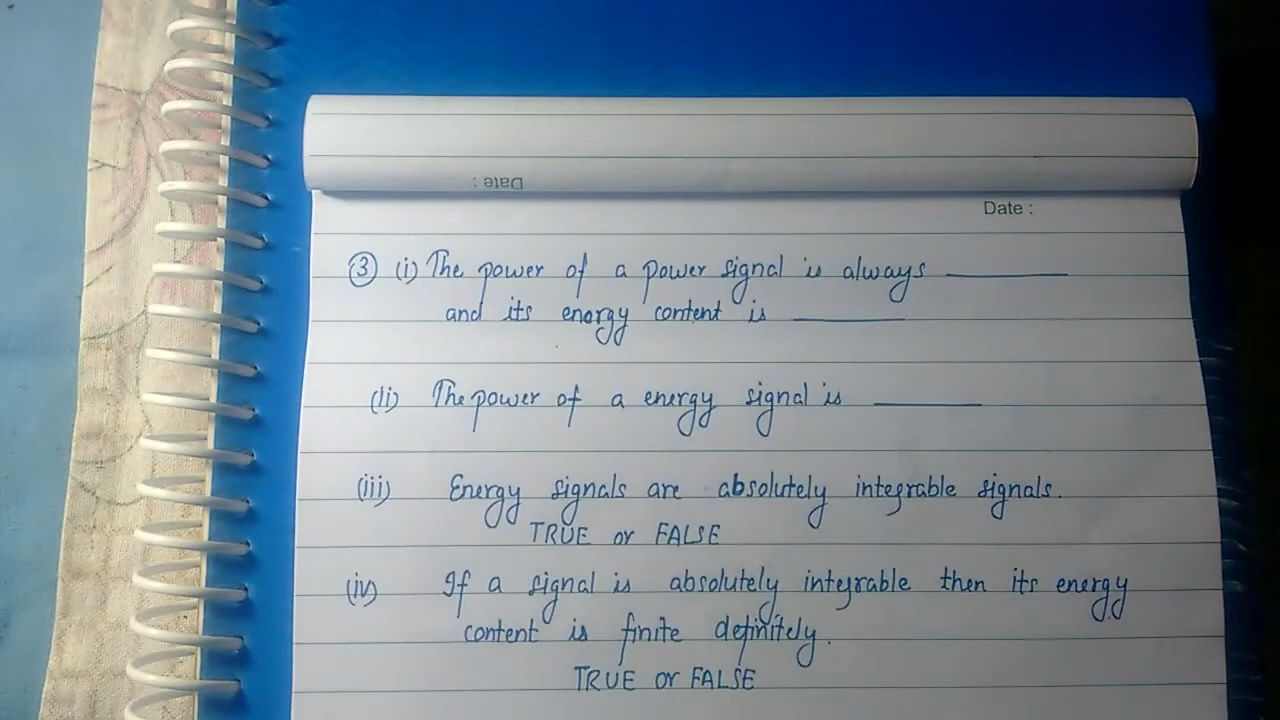 Date :
Date :
③ (i) The power of a power signal is always ______
and its energy content is ______
(ii) The power of a energy signal is ______
(iii) Energy signals are absolutely integrable signals.
TRUE or FALSE
(iv) If a signal is absolutely integrable then its energy
content is finite definitely.
TRUE or FALSE